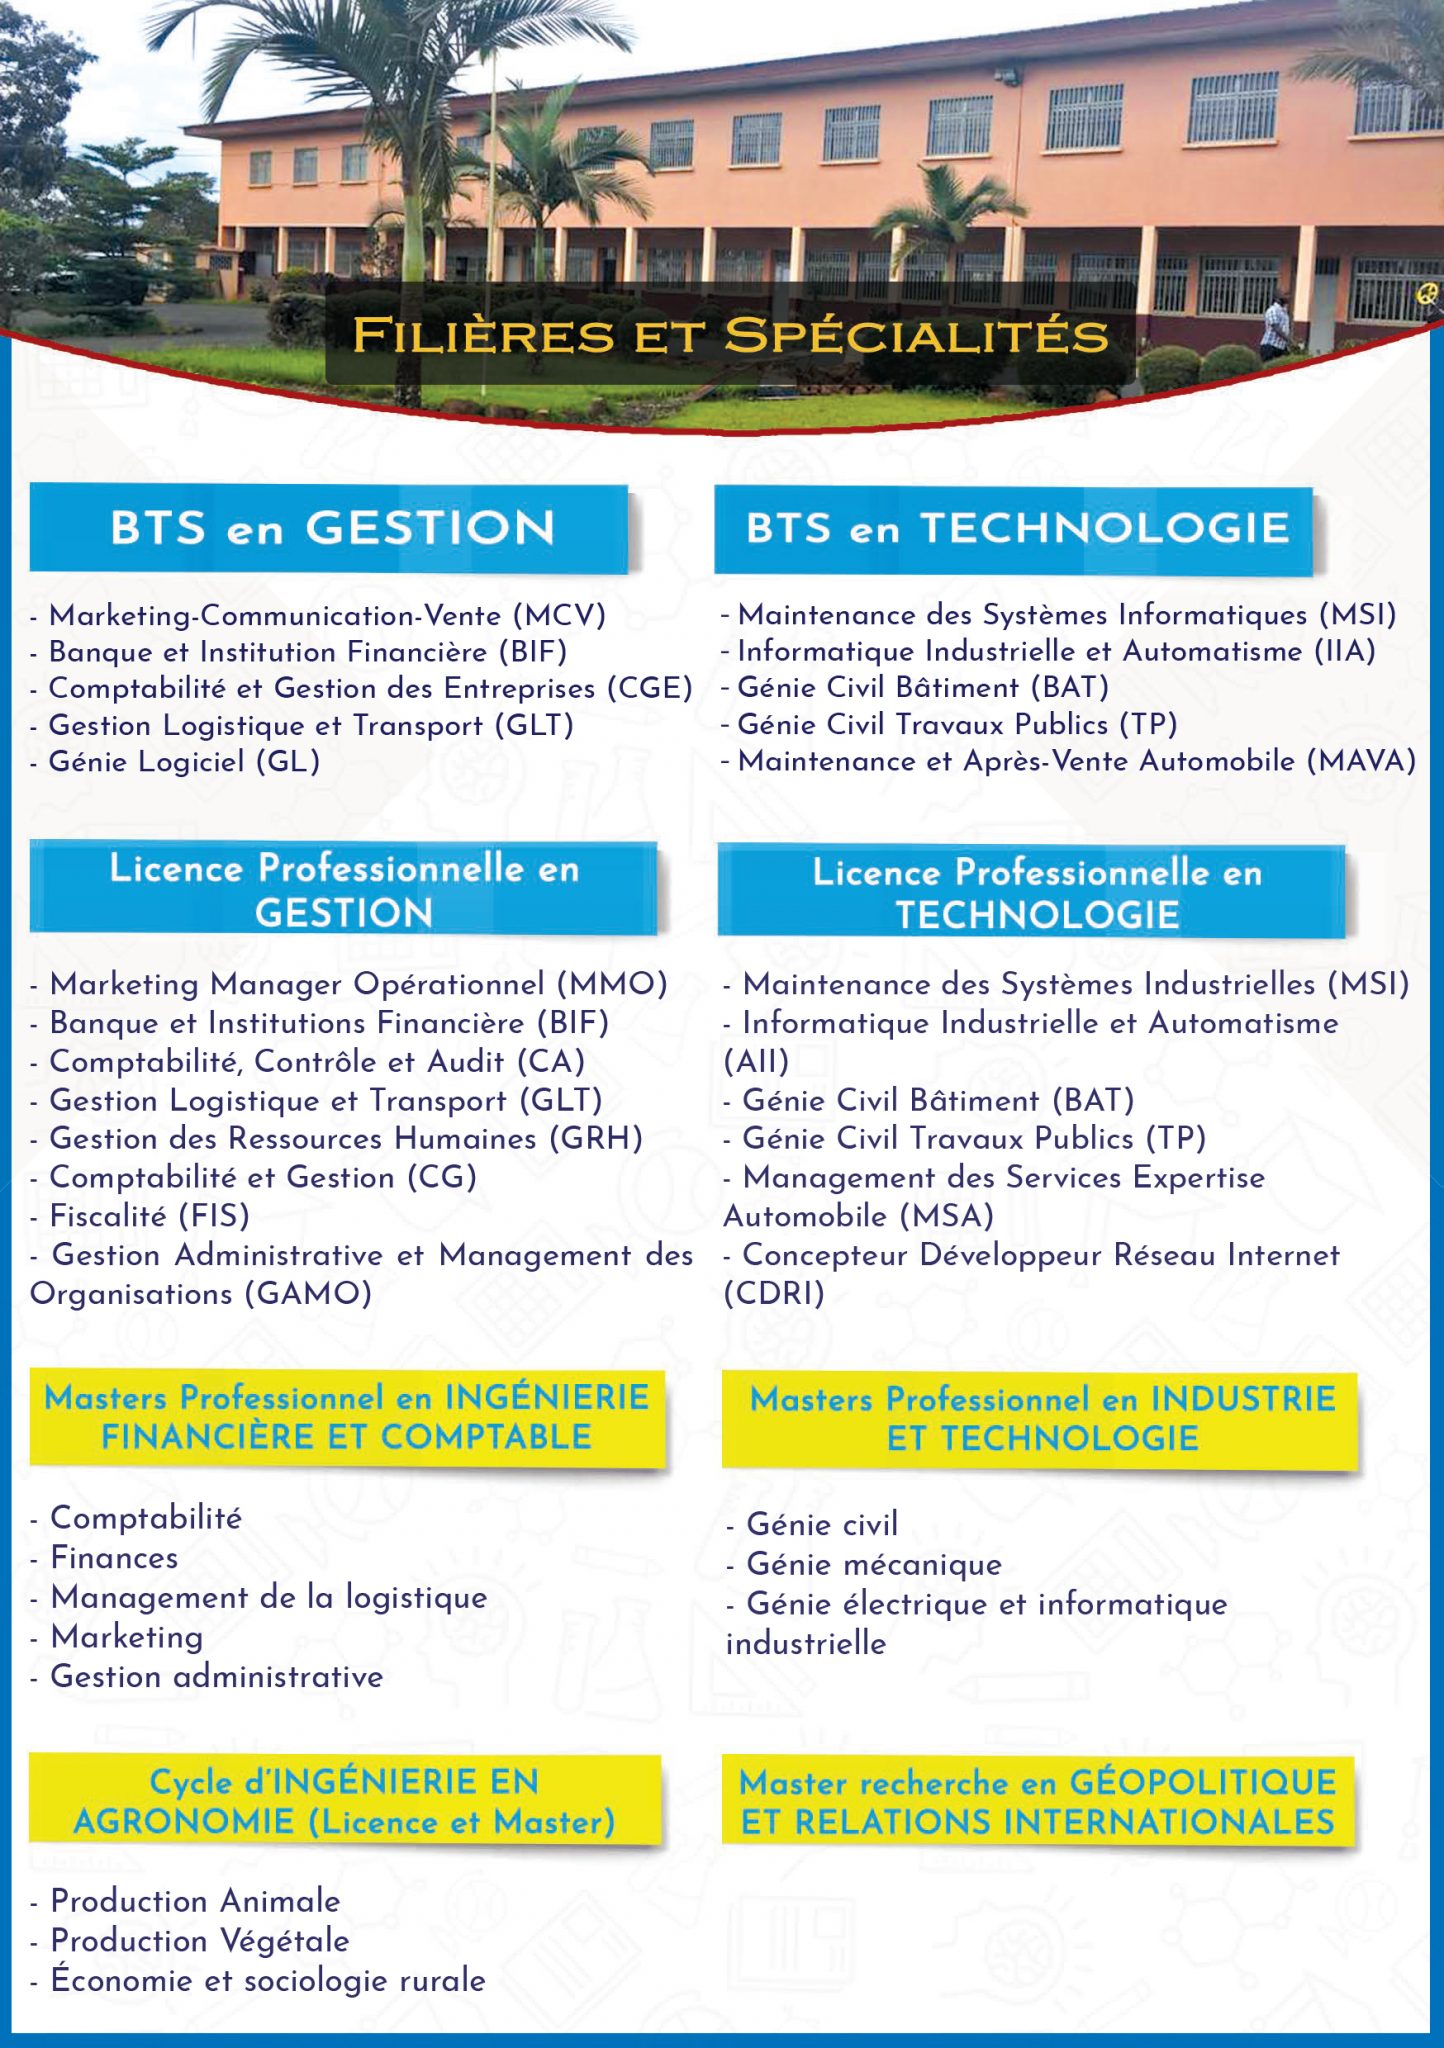 Filières et Spécialités
BTS en GESTION
- Marketing-Communication-Vente (MCV)
- Banque et Institution Financière (BIF)
- Comptabilité et Gestion des Entreprises (CGE)
- Gestion Logistique et Transport (GLT)
- Génie Logiciel (GL)
BTS en TECHNOLOGIE
- Maintenance des Systèmes Informatiques (MSI)
- Informatique Industrielle et Automatisme (IIA)
- Génie Civil Bâtiment (BAT)
- Génie Civil Travaux Publics (TP)
- Maintenance et Après-Vente Automobile (MAVA)
Licence Professionnelle en
GESTION
- Marketing Manager Opérationnel (MMO)
- Banque et Institutions Financière (BIF)
- Comptabilité, Contrôle et Audit (CA)
- Gestion Logistique et Transport (GLT)
- Gestion des Ressources Humaines (GRH)
- Comptabilité et Gestion (CG)
- Fiscalité (FIS)
- Gestion Administrative et Management des
Organisations (GAMO)
Licence Professionnelle en
TECHNOLOGIE
- Maintenance des Systèmes Industrielles (MSI)
- Informatique Industrielle et Automatisme
(AII)
- Génie Civil Bâtiment (BAT)
- Génie Civil Travaux Publics (TP)
- Management des Services Expertise
Automobile (MSA)
- Concepteur Développeur Réseau Internet
(CDRI)
Masters Professionnel en INGÉNIERIE
FINANCIÈRE ET COMPTABLE
- Comptabilité
- Finances
- Management de la logistique
- Marketing
- Gestion administrative
Masters Professionnel en INDUSTRIE
ET TECHNOLOGIE
- Génie civil
- Génie mécanique
- Génie électrique et informatique
industrielle
Cycle d'INGÉNIERIE EN
AGRONOMIE (Licence et Master)
- Production Animale
- Production Végétale
- Économie et sociologie rurale
Master recherche en GÉOPOLITIQUE
ET RELATIONS INTERNATIONALES